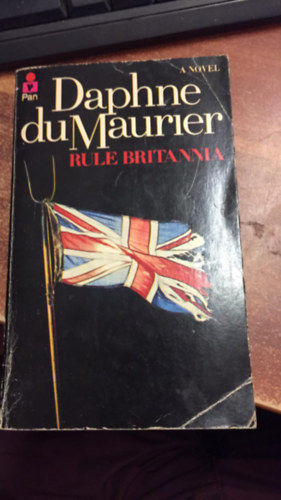 Pan
A NOVEL
Daphne
du Maurier
RULE BRITANNIA